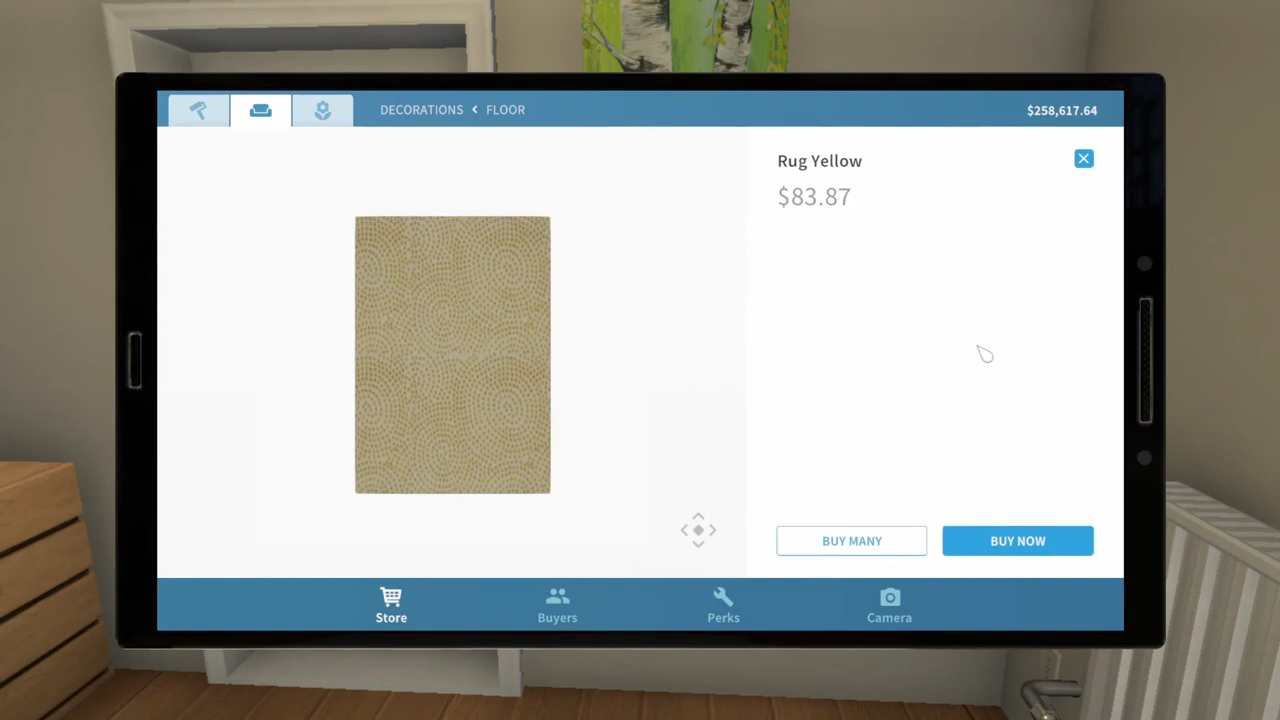 DECORATIONS < FLOOR
$258,617.64
Rug Yellow
$83.87
BUY MANY
BUY NOW
Store
Buyers
Perks
Camera